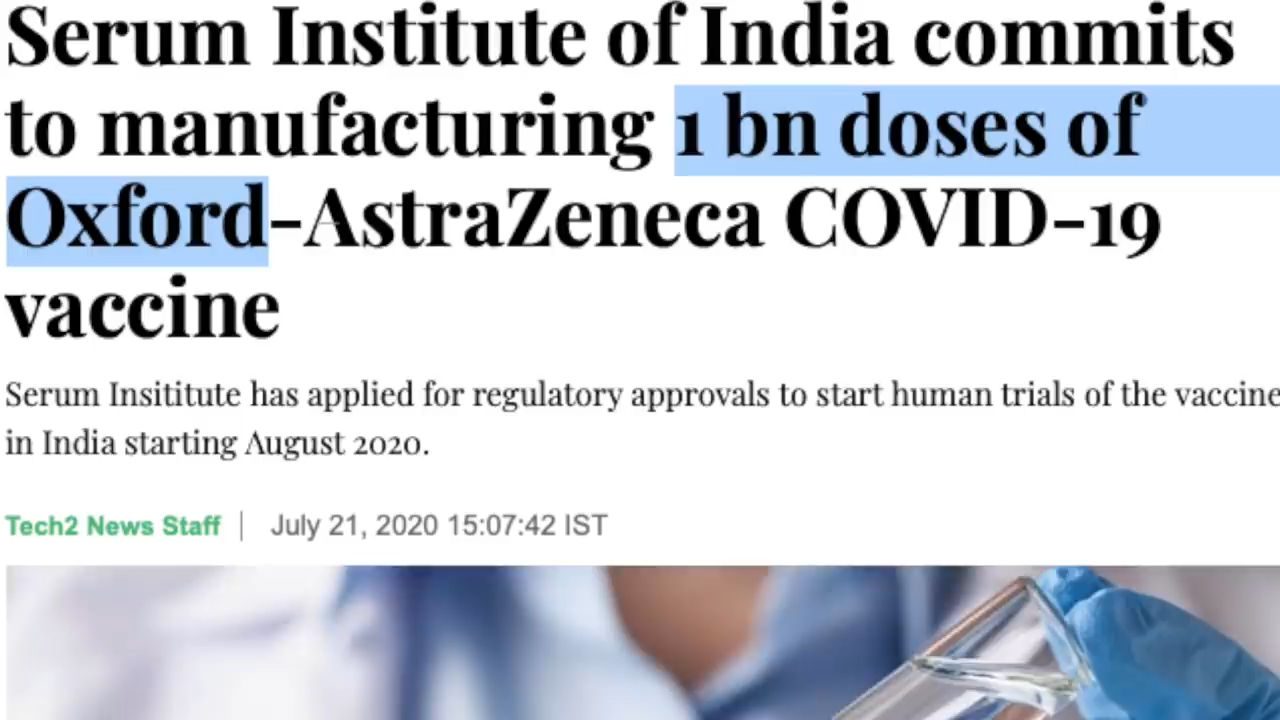 Serum Institute of India commits
to manufacturing 1 bn doses of
Oxford-AstraZeneca COVID-19
vaccine
Serum Insititute has applied for regulatory approvals to start human trials of the vaccine
in India starting August 2020.
Tech2 News Staff | July 21, 2020 15:07:42 IST